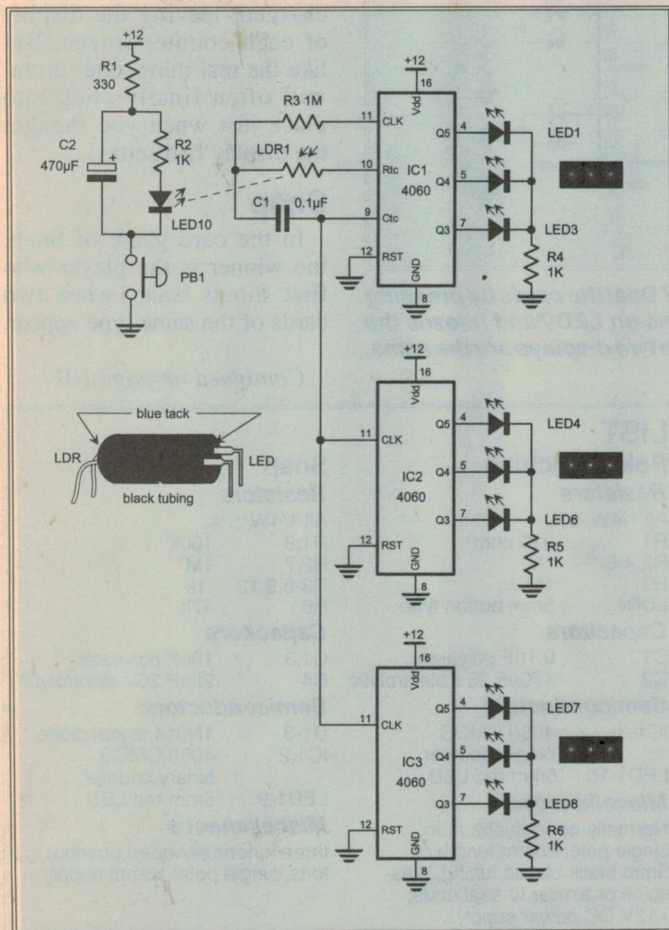 +12
R1
330
C2
470µF
R2
1K
LED10
PB1
R3 1M
LDR1
C1 0.1µF
+12
16
Vdd
11 CLK
10 Rtc
9 Ctc
12 RST
IC1
4060
GND
8
Q5 4
Q4 5
Q3 7
LED1
LED3
R4
1K
blue tack
LDR
LED
black tubing
+12
16
Vdd
11 CLK
IC2
4060
12 RST
GND
8
Q5 4
Q4 5
Q3 7
LED4
LED6
R5
1K
+12
16
Vdd
11 CLK
IC3
4060
12 RST
GND
8
Q5 4
Q4 5
Q3 7
LED7
LED8
R6
1K